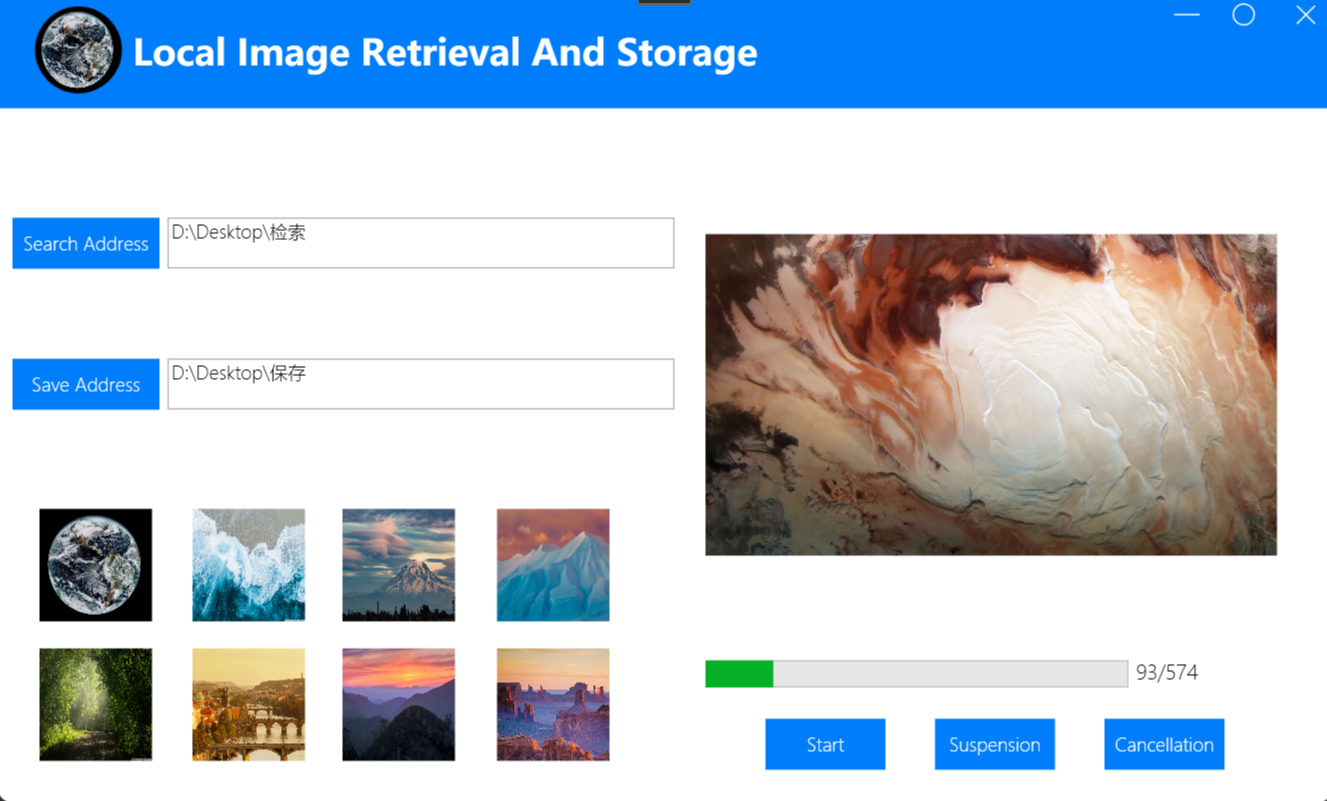 Local Image Retrieval And Storage
Search Address
D:\Desktop\检索
Save Address
D:\Desktop\保存
93/574
Start
Suspension
Cancellation